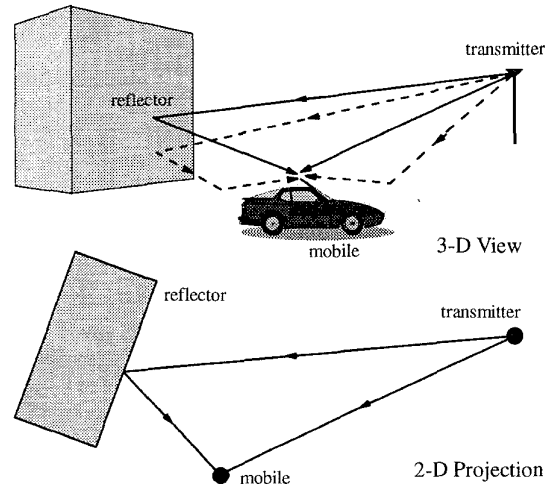 transmitter
reflector
mobile
3-D View
reflector
transmitter
mobile
2-D Projection